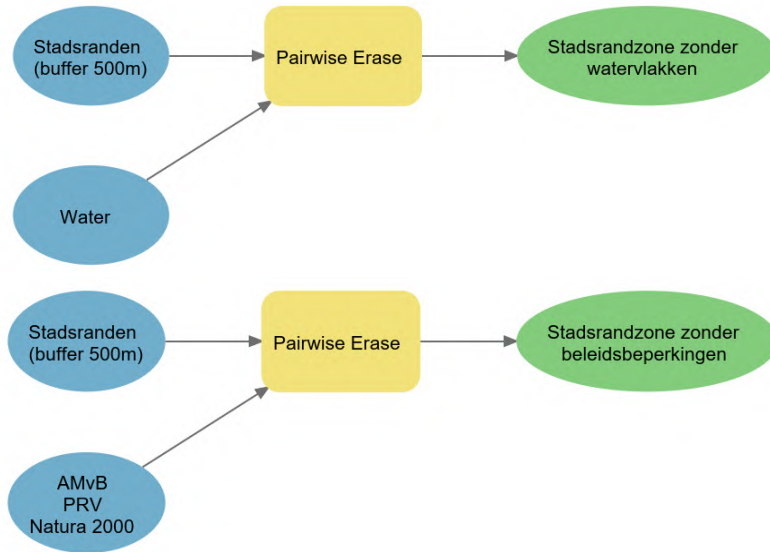 Stadsranden
(buffer 500m)
Pairwise Erase
Stadsrandzone zonder
watervlakken
Water
Stadsranden
(buffer 500m)
Pairwise Erase
Stadsrandzone zonder
beleidsbeperkingen
AMvB
PRV
Natura 2000